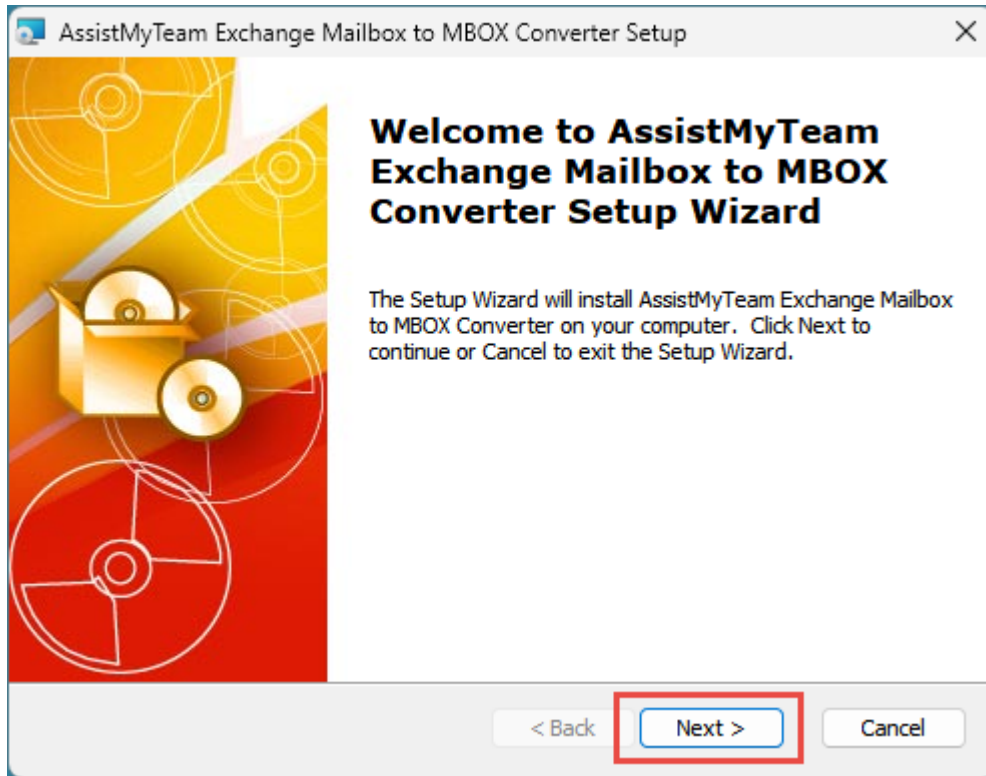 AssistMyTeam Exchange Mailbox to MBOX Converter Setup
Welcome to AssistMyTeam
Exchange Mailbox to MBOX
Converter Setup Wizard
The Setup Wizard will install AssistMyTeam Exchange Mailbox
to MBOX Converter on your computer. Click Next to
continue or Cancel to exit the Setup Wizard.
< Back Next > Cancel